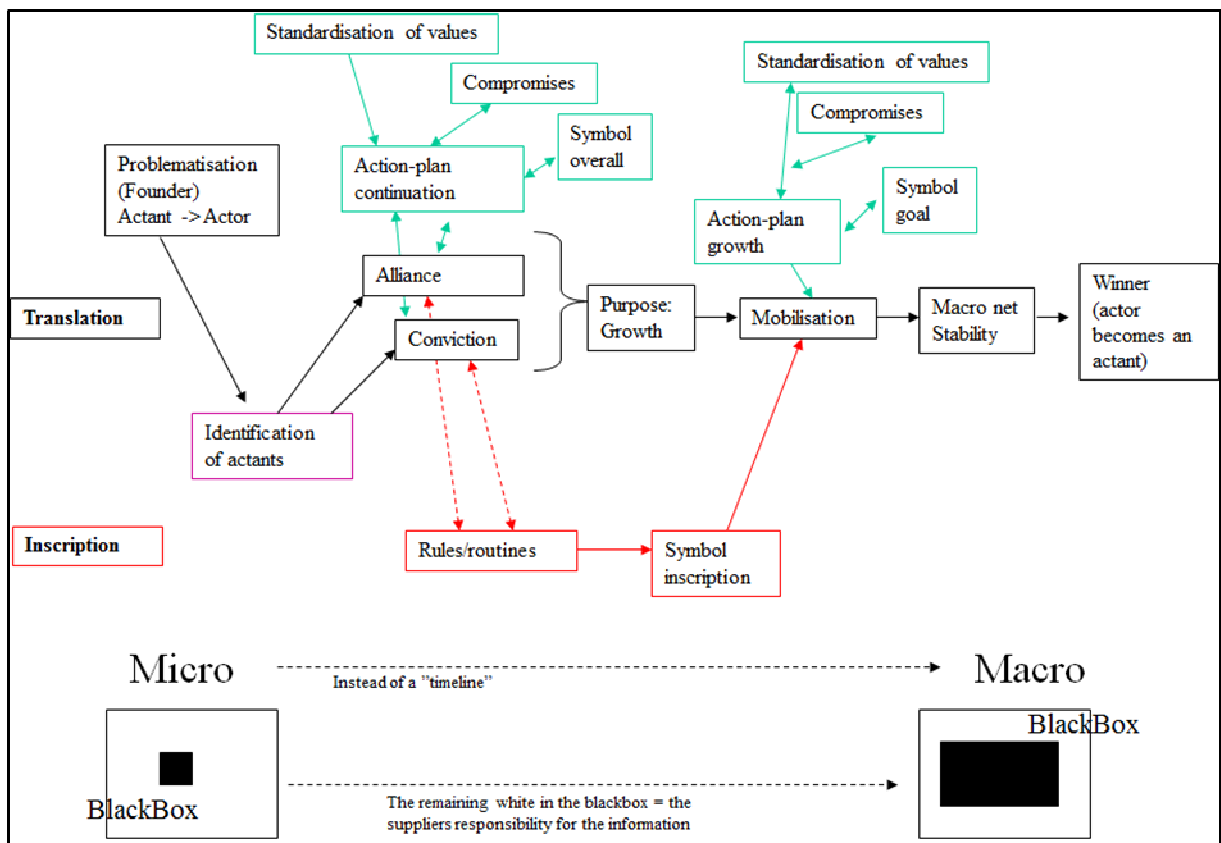 Standardisation of values
Compromises
Symbol
overall
Action-plan
continuation
Problematisation
(Founder)
Actant ->Actor
Standardisation of values
Compromises
Symbol
goal
Action-plan
growth
Alliance
Conviction
Translation
Purpose:
Growth
Mobilisation
Macro net
Stability
Winner
(actor
becomes an
actant)
Identification
of actants
Inscription
Rules/routines
Symbol
inscription
Micro
Instead of a ”timeline”
Macro
BlackBox
BlackBox
The remaining white in the blackbox = the
suppliers responsibility for the information